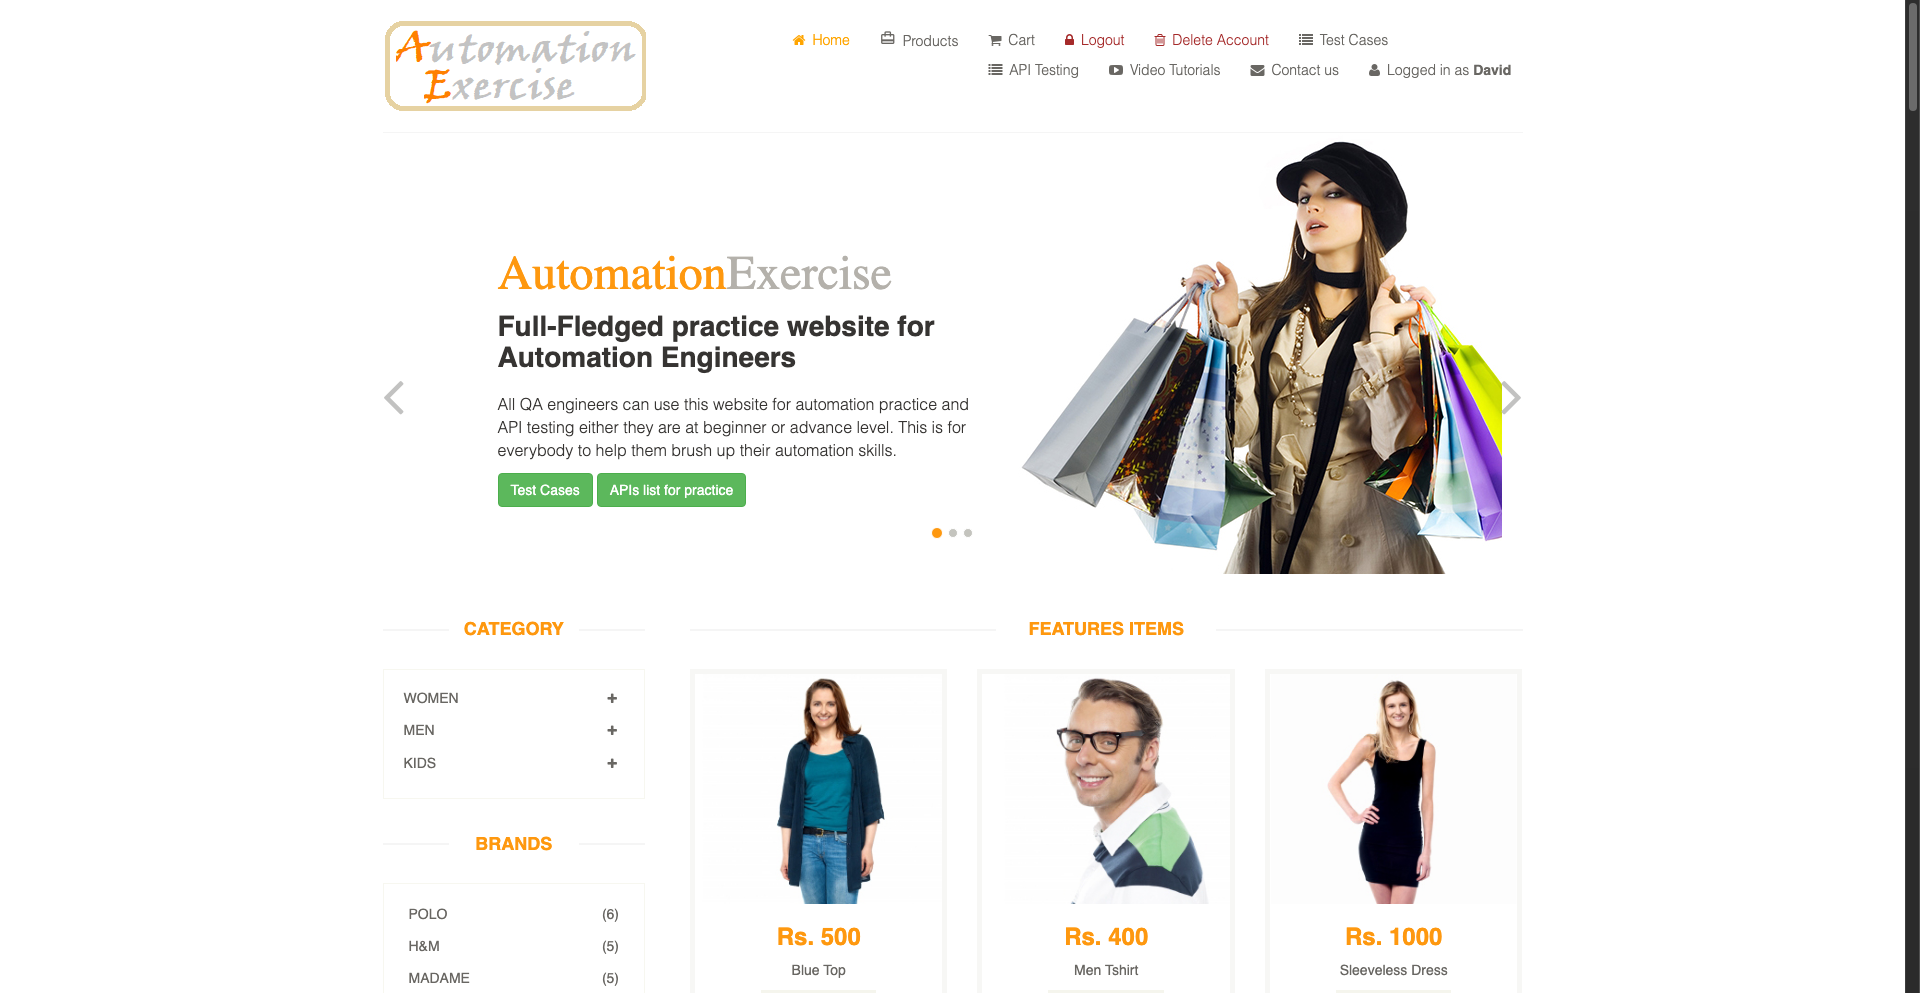 Automation
Exercise
Home Products Cart Logout Delete Account Test Cases
API Testing Video Tutorials Contact us Logged in as David
AutomationExercise
Full-Fledged practice website for
Automation Engineers
All QA engineers can use this website for automation practice and
API testing either they are at beginner or advance level. This is for
everybody to help them brush up their automation skills.
Test Cases APIs list for practice
CATEGORY
WOMEN
MEN
KIDS
BRANDS
POLO (6)
H&M (5)
MADAME (5)
FEATURES ITEMS
Rs. 500
Blue Top
Rs. 400
Men Tshirt
Rs. 1000
Sleeveless Dress